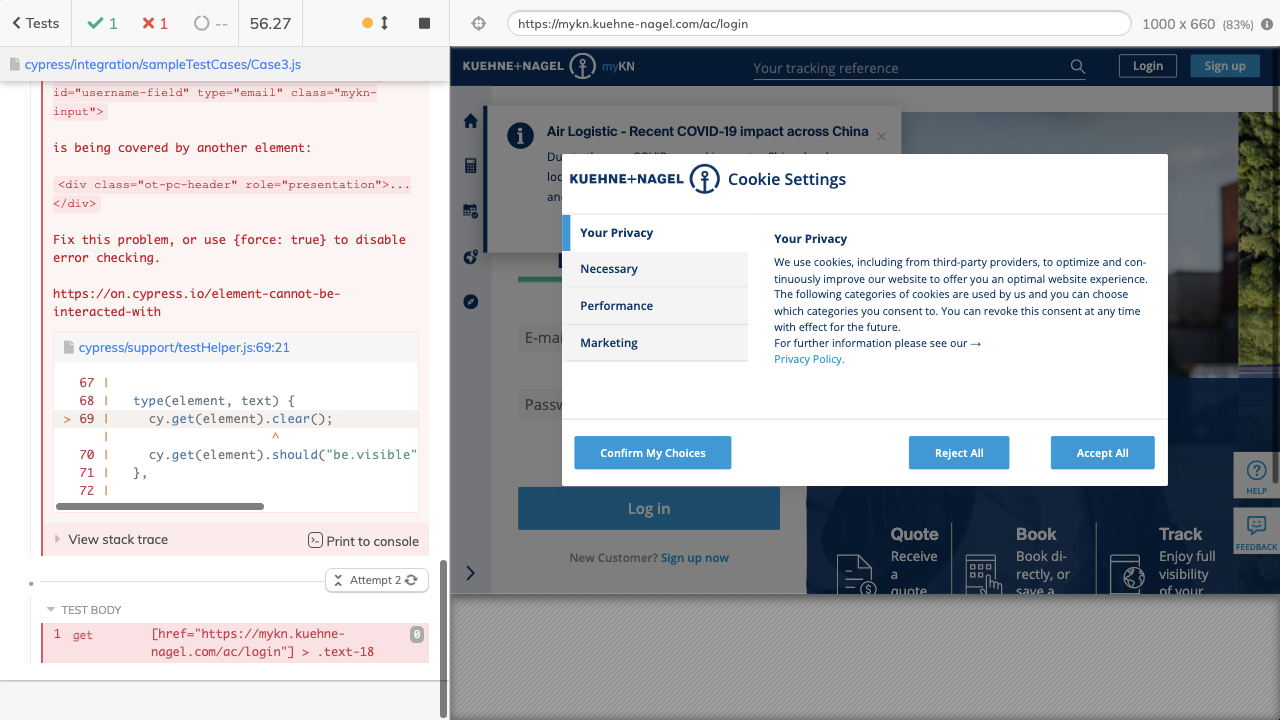 Tests
1
1
--
56.27
https://mykn.kuehne-nagel.com/ac/login
1000 x 660 (83%)
cypress/integration/sampleTestCases/Case3.js
id="username-field" type="email" class="mykn-
input">
is being covered by another element:
<div class="ot-pc-header" role="presentation">...
</div>
Fix this problem, or use {force: true} to disable
error checking.
https://on.cypress.io/element-cannot-be-
interacted-with
cypress/support/testHelper.js:69:21
67 |
68 | type(element, text) {
> 69 | cy.get(element).clear();
| ^
70 | cy.get(element).should("be.visible"
71 | },
72 |
View stack trace
Print to console
Attempt 2
TEST BODY
1 get [href="https://mykn.kuehne-
nagel.com/ac/login"] > .text-18
0
KUEHNE+NAGEL myKN
Your tracking reference
Login
Sign up
Air Logistic - Recent COVID-19 impact across China
×
KUEHNE+NAGEL Cookie Settings
Your Privacy
Necessary
Performance
Marketing
Your Privacy
We use cookies, including from third-party providers, to optimize and con-
tinuously improve our website to offer you an optimal website experience.
The following categories of cookies are used by us and you can choose
which categories you consent to. You can revoke this consent at any time
with effect for the future.
For further information please see our →
Privacy Policy.
Confirm My Choices
Reject All
Accept All
E-mai
Passw
Log in
New Customer? Sign up now
Quote
Receive
a
quote
Book
Book di-
rectly, or
save a
Track
Enjoy full
visibility
of your
HELP
FEEDBACK